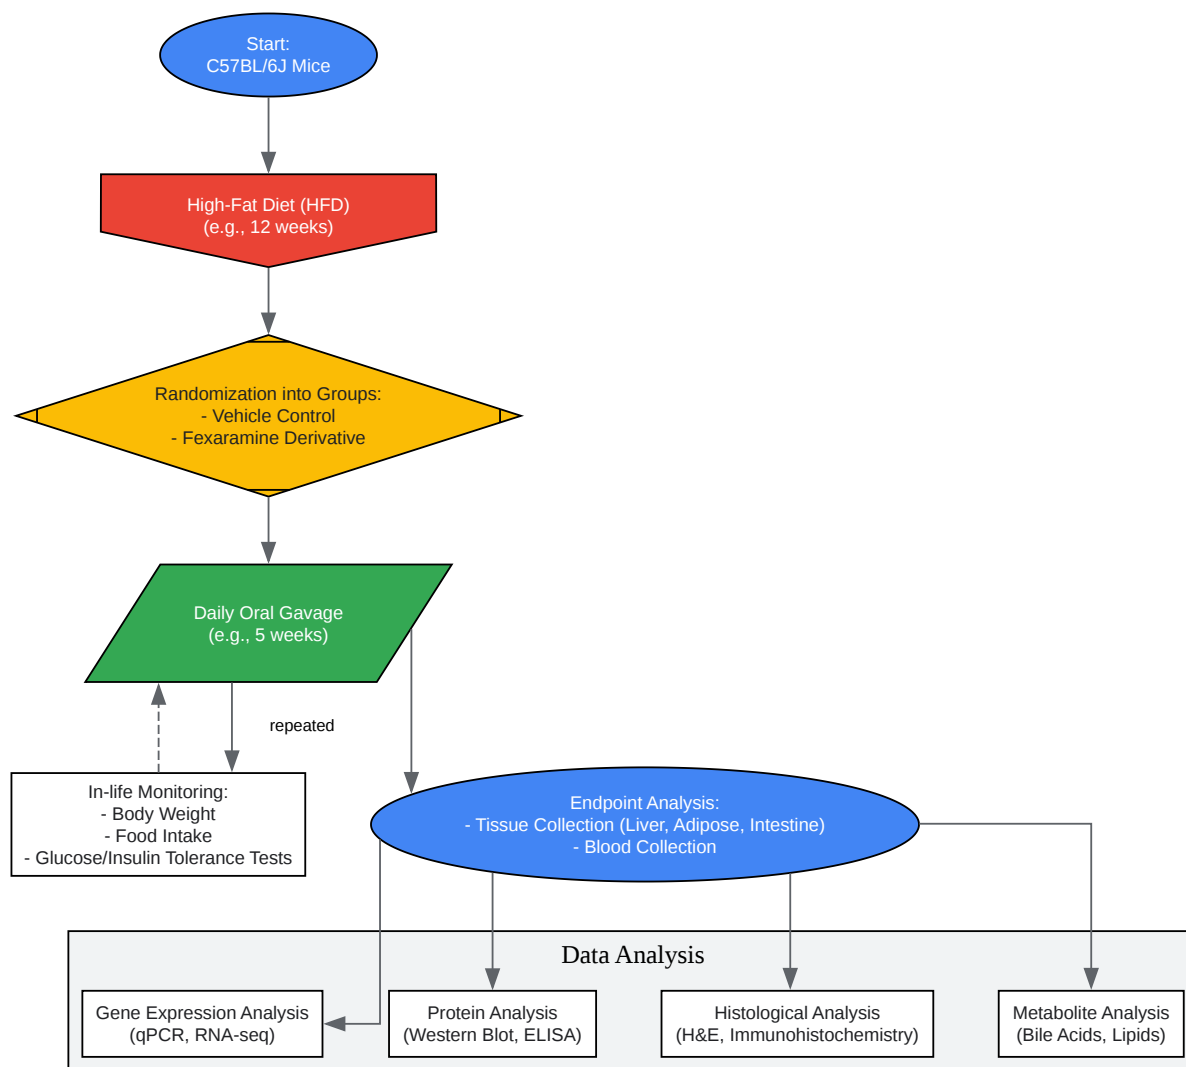 Start:
C57BL/6J Mice
High-Fat Diet (HFD)
(e.g., 12 weeks)
Randomization into Groups:
- Vehicle Control
- Fexaramine Derivative
Daily Oral Gavage
(e.g., 5 weeks)
repeated
In-life Monitoring:
- Body Weight
- Food Intake
- Glucose/Insulin Tolerance Tests
Endpoint Analysis:
- Tissue Collection (Liver, Adipose, Intestine)
- Blood Collection
Data Analysis
Gene Expression Analysis
(qPCR, RNA-seq)
Protein Analysis
(Western Blot, ELISA)
Histological Analysis
(H&E, Immunohistochemistry)
Metabolite Analysis
(Bile Acids, Lipids)